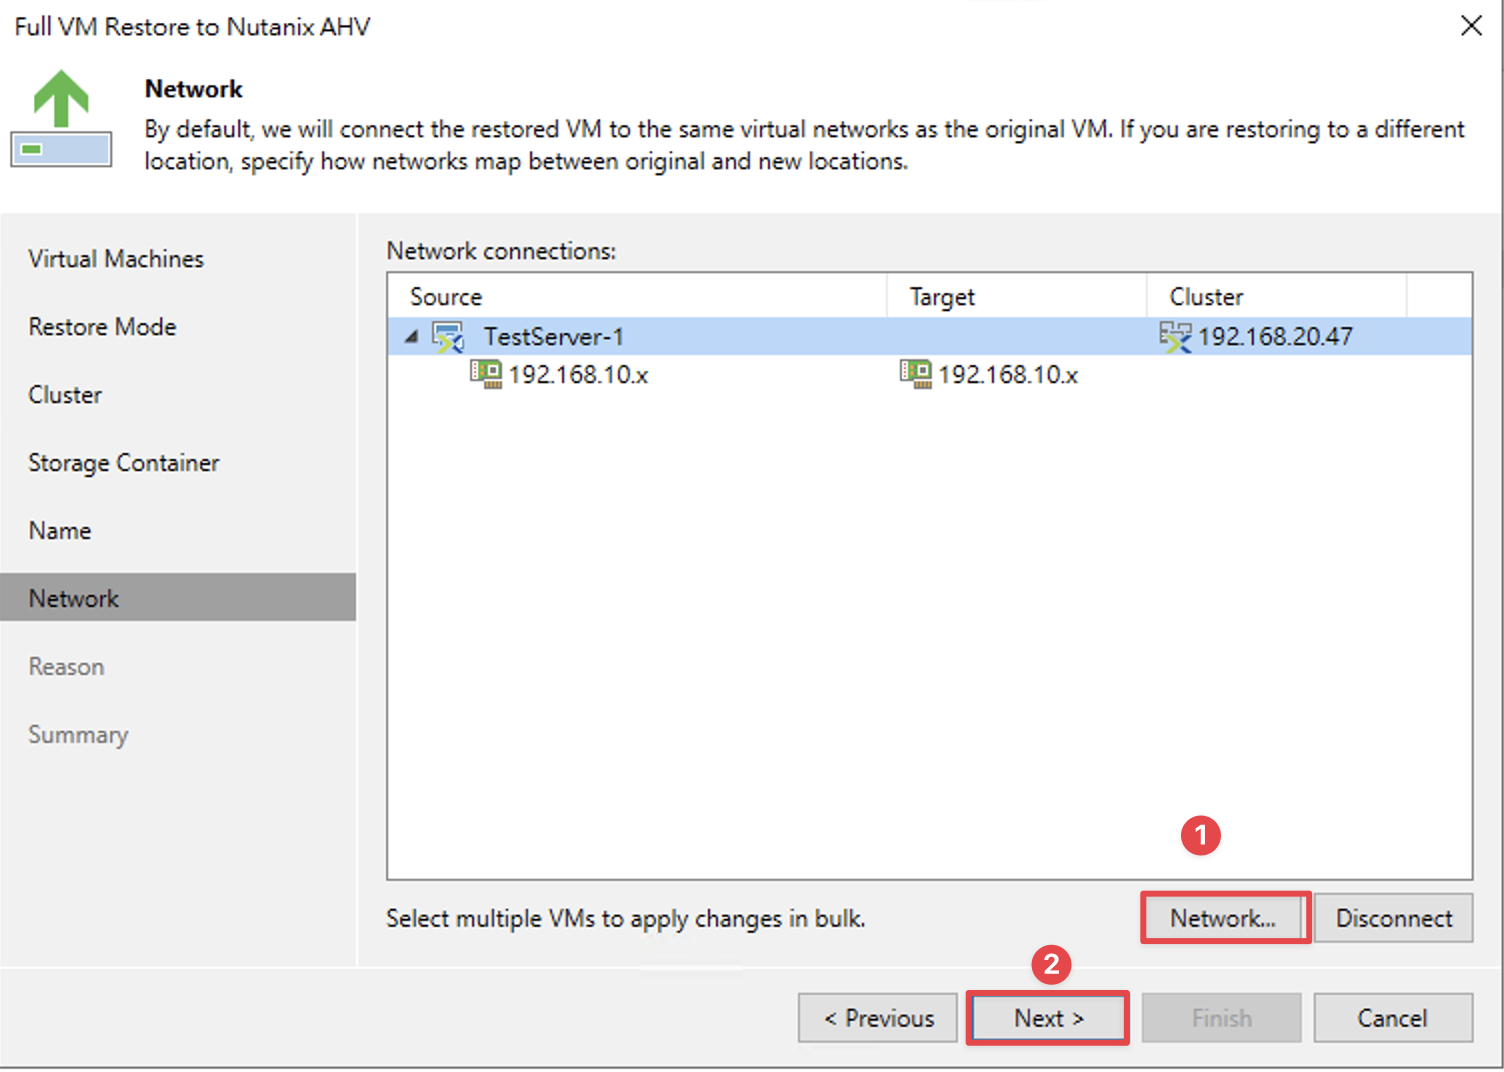 Full VM Restore to Nutanix AHV
Network
By default, we will connect the restored VM to the same virtual networks as the original VM. If you are restoring to a different
location, specify how networks map between original and new locations.
Virtual Machines
Restore Mode
Cluster
Storage Container
Name
Network
Reason
Summary
Network connections:
Source Target Cluster
TestServer-1 192.168.20.47
192.168.10.x 192.168.10.x
1
Select multiple VMs to apply changes in bulk. Network... Disconnect
2
< Previous Next > Finish Cancel